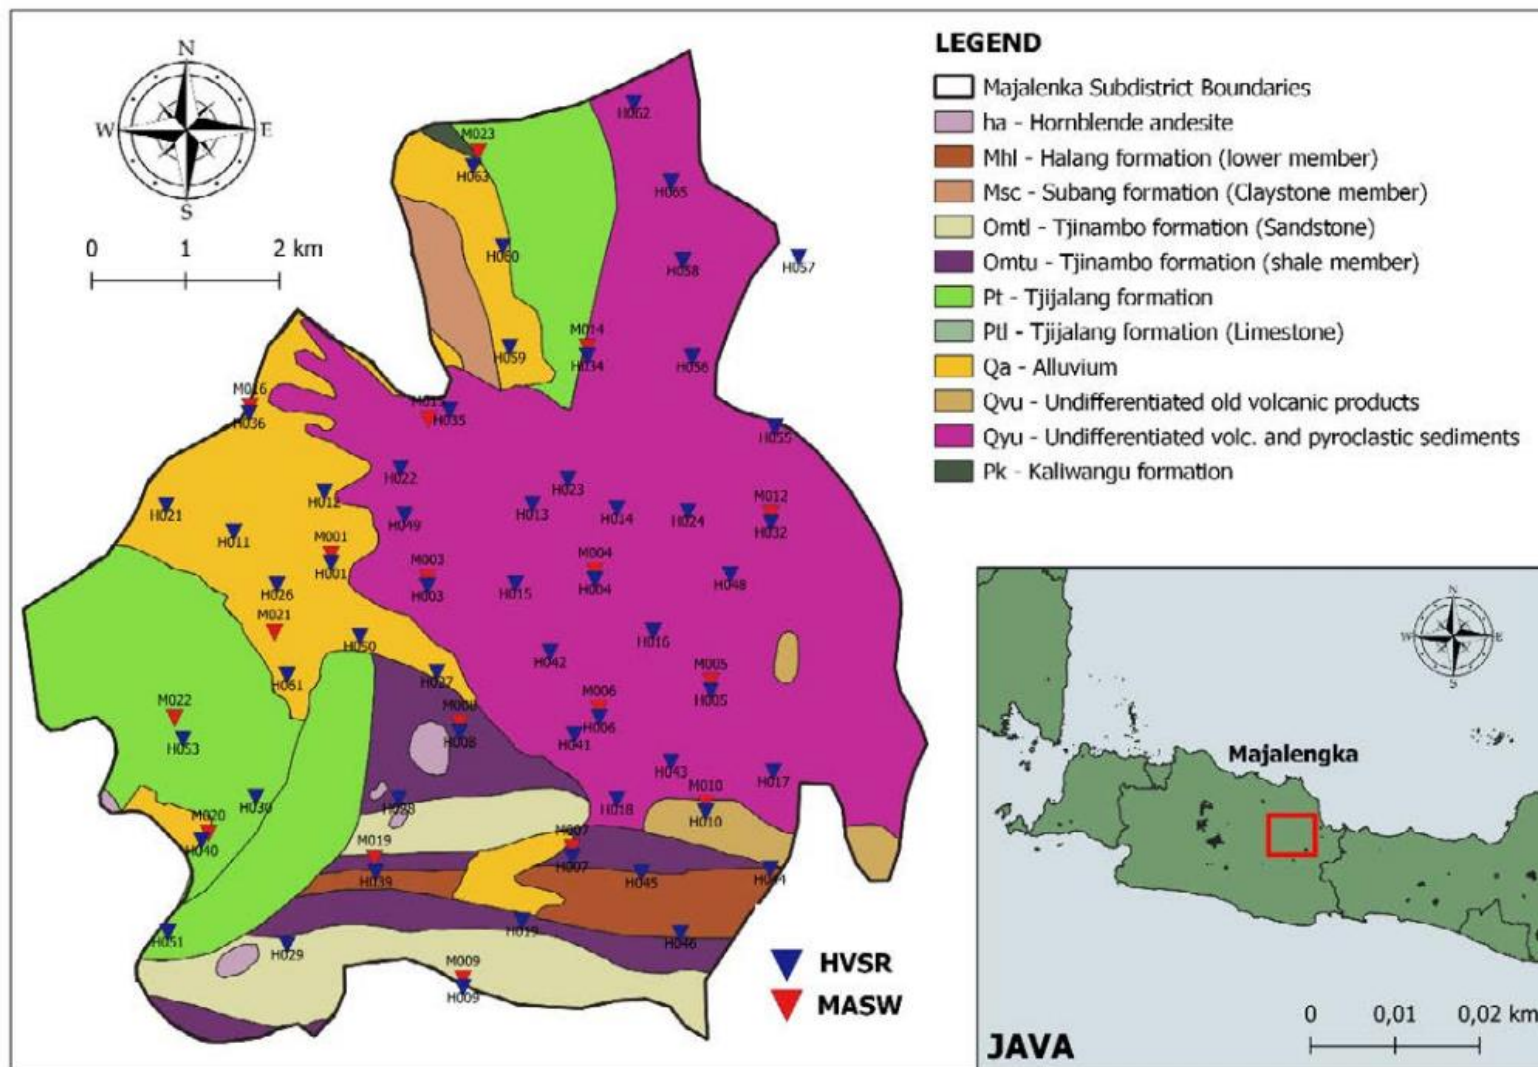 N
W
E
S
0 1 2 km
LEGEND
Majalenka Subdistrict Boundaries
ha - Hornblende andesite
Mhl - Halang formation (lower member)
Msc - Subang formation (Claystone member)
Omtl - Tjinambo formation (Sandstone)
Omtu - Tjinambo formation (shale member)
Pt - Tjijalang formation
Ptl - Tjijalang formation (Limestone)
Qa - Alluvium
Qvu - Undifferentiated old volcanic products
Qyu - Undifferentiated volc. and pyroclastic sediments
Pk - Kaliwangu formation
H062
M023
H063
H065
H060
H058
H057
M014
H034
H059
H056
M016
H036
H035
H055
H022
H023
H012
H021
H049
H013
H014
H024
M012
H032
H011
M001
H001
M003
H003
M004
H004
H015
H048
H026
M021
H050
H016
H042
H061
H027
M005
H005
M022
H053
M008
H008
M006
H006
H041
H043
H017
H030
H028
H018
M010
H010
M020
H040
M019
H039
M007
H007
H045
H044
H051
H029
H019
H046
M009
H009
HVSR
MASW
N
W
E
S
Majalengka
JAVA
0 0,01 0,02 km